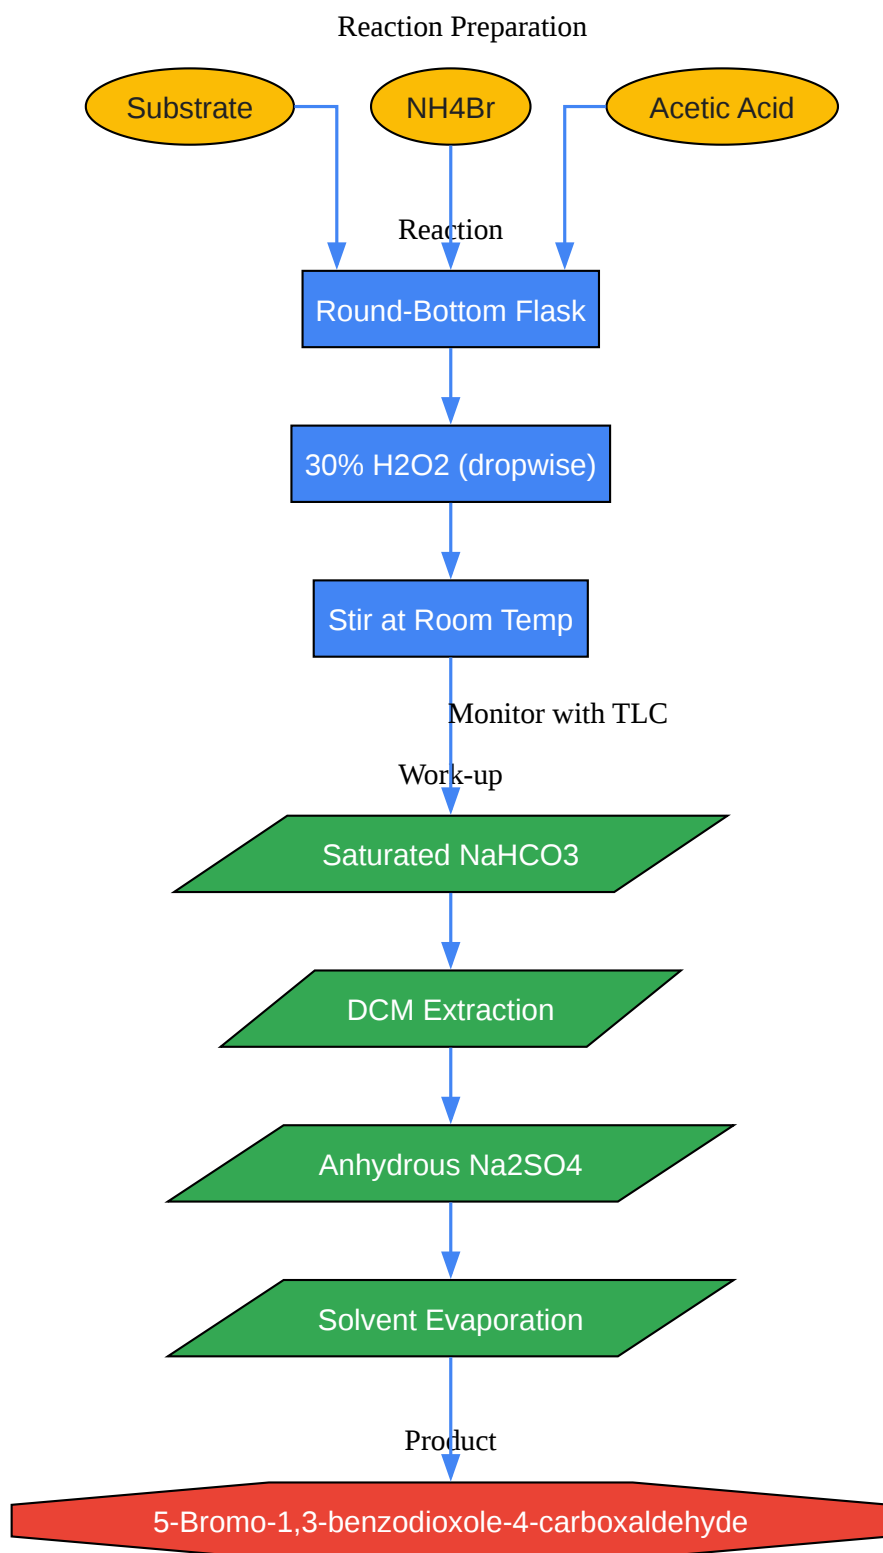 Reaction Preparation
Substrate
NH4Br
Acetic Acid
Reaction
Round-Bottom Flask
30% H2O2 (dropwise)
Stir at Room Temp
Monitor with TLC
Work-up
Saturated NaHCO3
DCM Extraction
Anhydrous Na2SO4
Solvent Evaporation
Product
5-Bromo-1,3-benzodioxole-4-carboxaldehyde